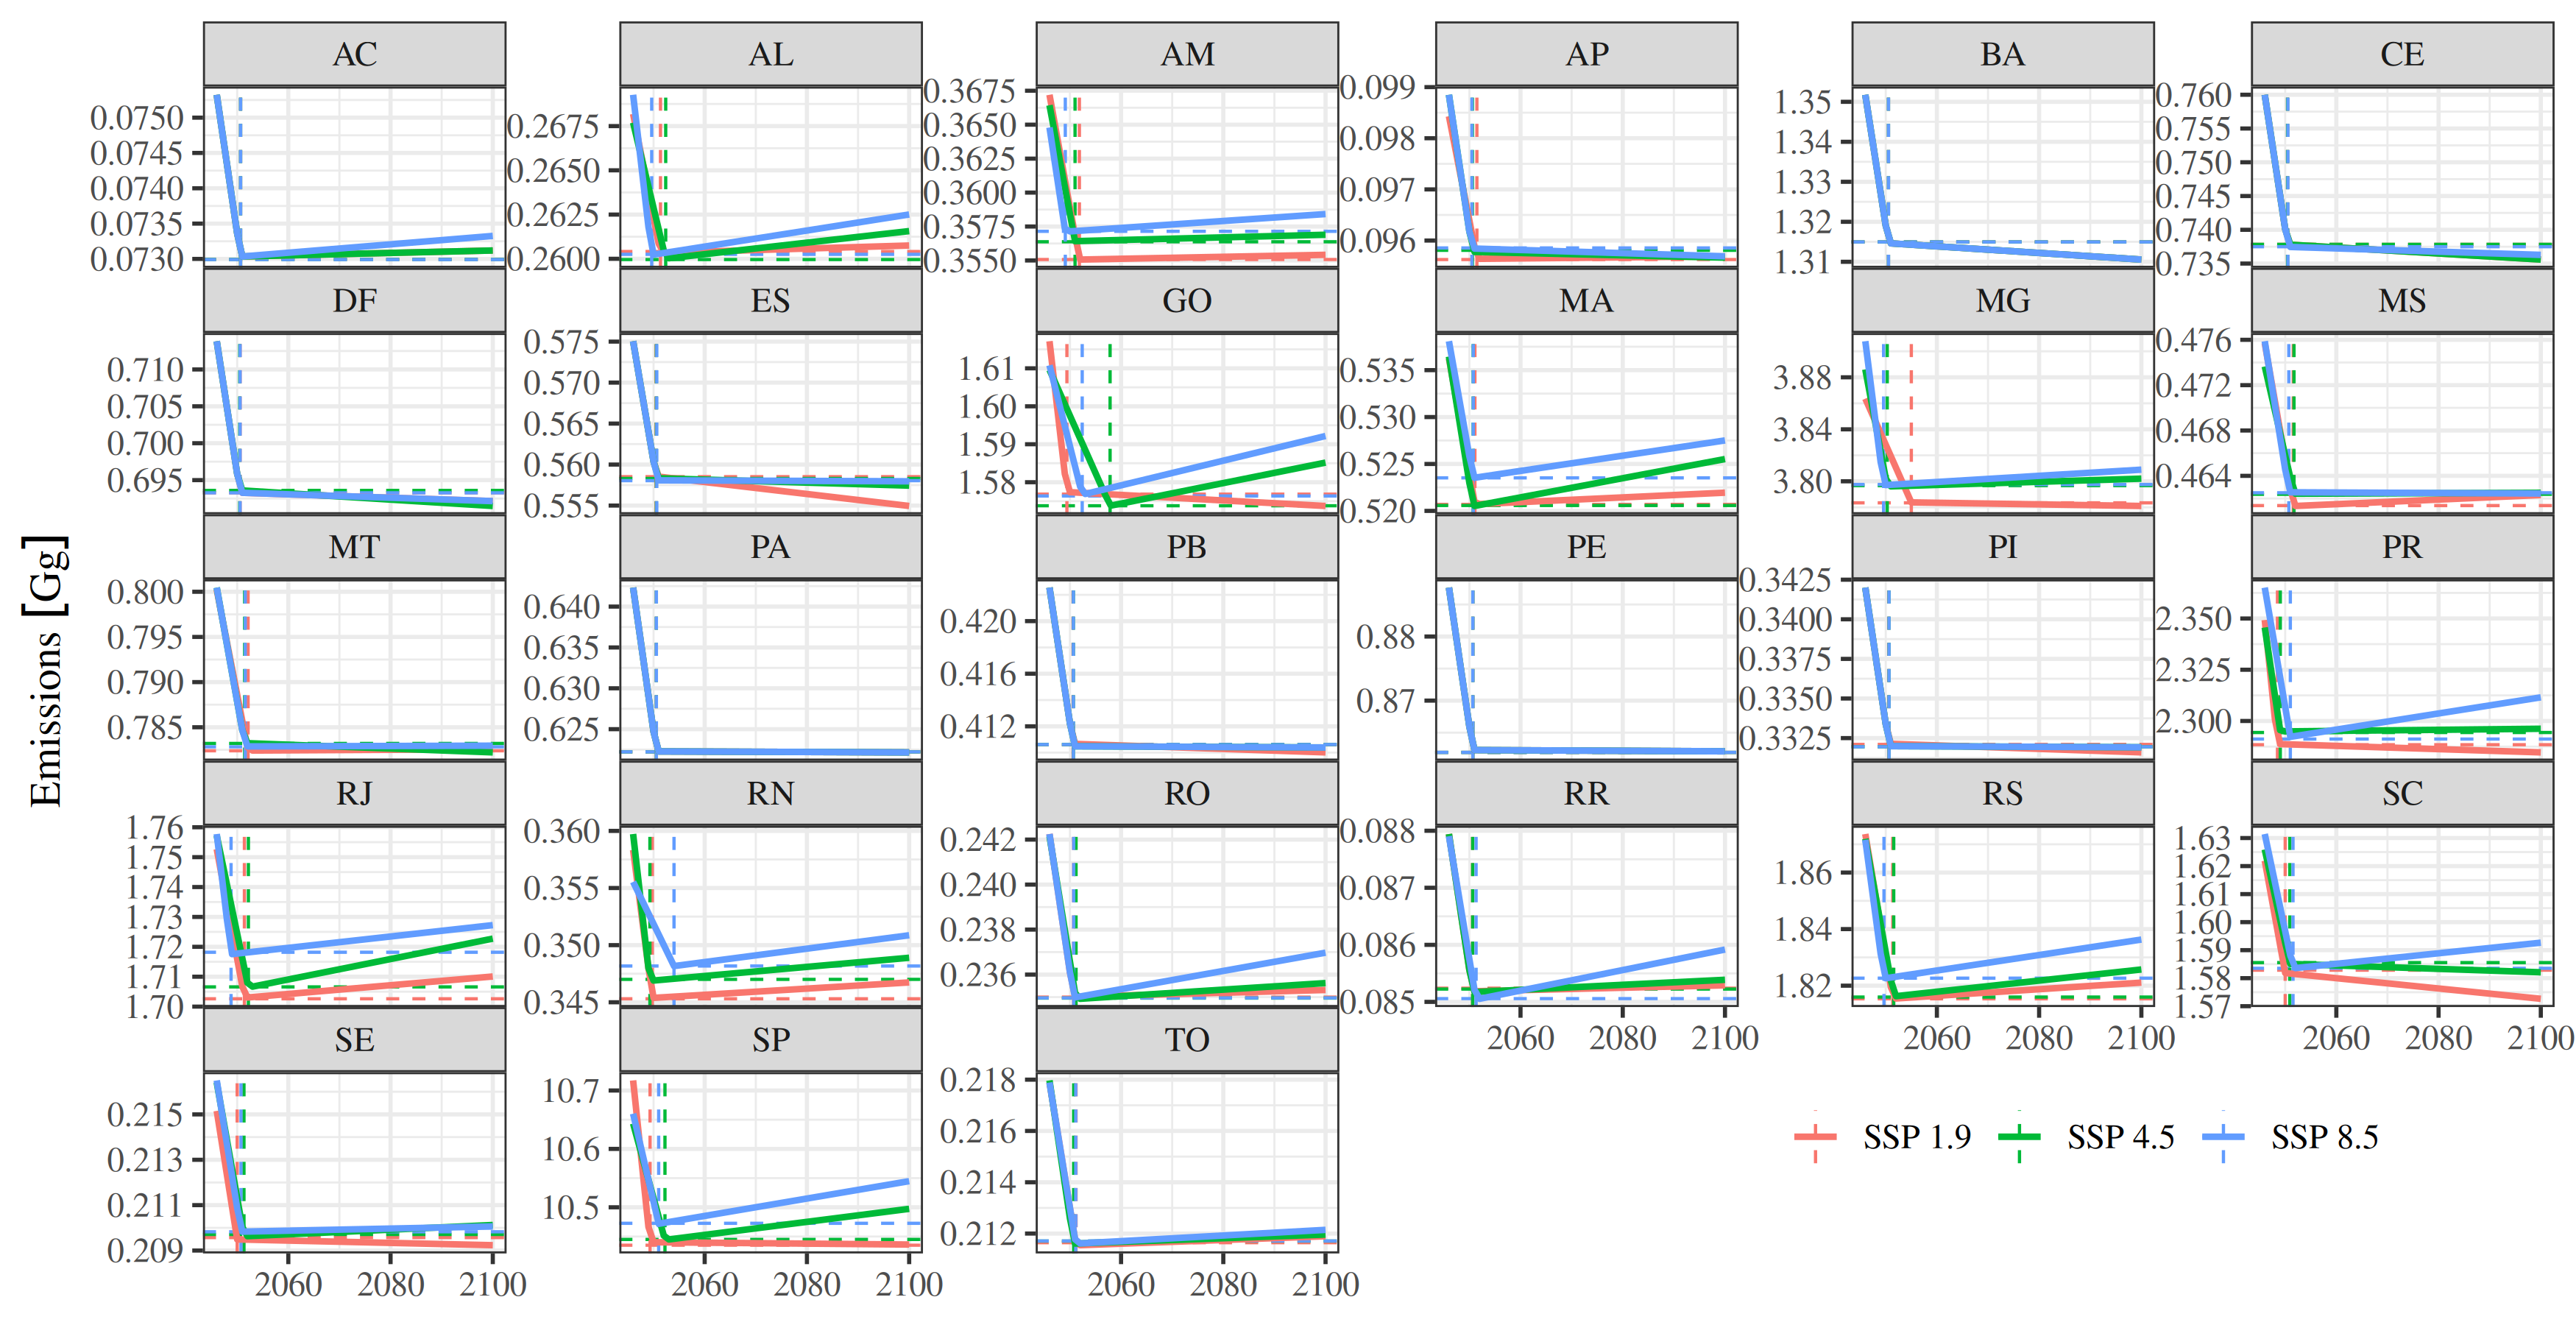 Emissions [Gg]
AC AL AM AP BA CE
0.0750 0.0745 0.0740 0.0735 0.0730
0.2675 0.2650 0.2625 0.2600
0.3675 0.3650 0.3625 0.3600 0.3575 0.3550
0.099 0.098 0.097 0.096
1.35 1.34 1.33 1.32 1.31
0.760 0.755 0.750 0.745 0.740 0.735
DF ES GO MA MG MS
0.710 0.705 0.700 0.695
0.575 0.570 0.565 0.560 0.555
1.61 1.60 1.59 1.58
0.535 0.530 0.525 0.520
3.88 3.84 3.80
0.476 0.472 0.468 0.464
MT PA PB PE PI PR
0.800 0.795 0.790 0.785
0.640 0.635 0.630 0.625
0.420 0.416 0.412
0.88 0.87
0.3425 0.3400 0.3375 0.3350 0.3325
2.350 2.325 2.300
RJ RN RO RR RS SC
1.76 1.75 1.74 1.73 1.72 1.71 1.70
0.360 0.355 0.350 0.345
0.242 0.240 0.238 0.236
0.088 0.087 0.086 0.085
1.86 1.84 1.82
1.63 1.62 1.61 1.60 1.59 1.58 1.57
2060 2080 2100 2060 2080 2100 2060 2080 2100
SE SP TO
0.215 0.213 0.211 0.209
10.7 10.6 10.5
0.218 0.216 0.214 0.212
2060 2080 2100 2060 2080 2100 2060 2080 2100
SSP 1.9 SSP 4.5 SSP 8.5